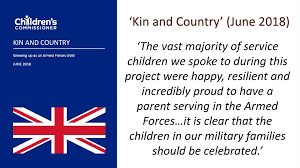 Children's
COMMISSIONER
KIN AND COUNTRY
Growing up as an Armed Forces child
JUNE 2018
'Kin and Country' (June 2018)
'The vast majority of service
children we spoke to during this
project were happy, resilient and
incredibly proud to have a
parent serving in the Armed
Forces…it is clear that the
children in our military families
should be celebrated.'